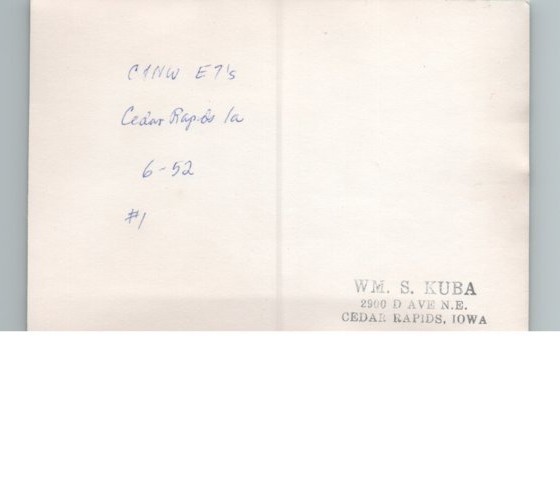 C&NW E7's
Cedar Rapids Ia
6-52
#1
WM. S. KUBA
2900 D AVE N.E.
CEDAR RAPIDS, IOWA